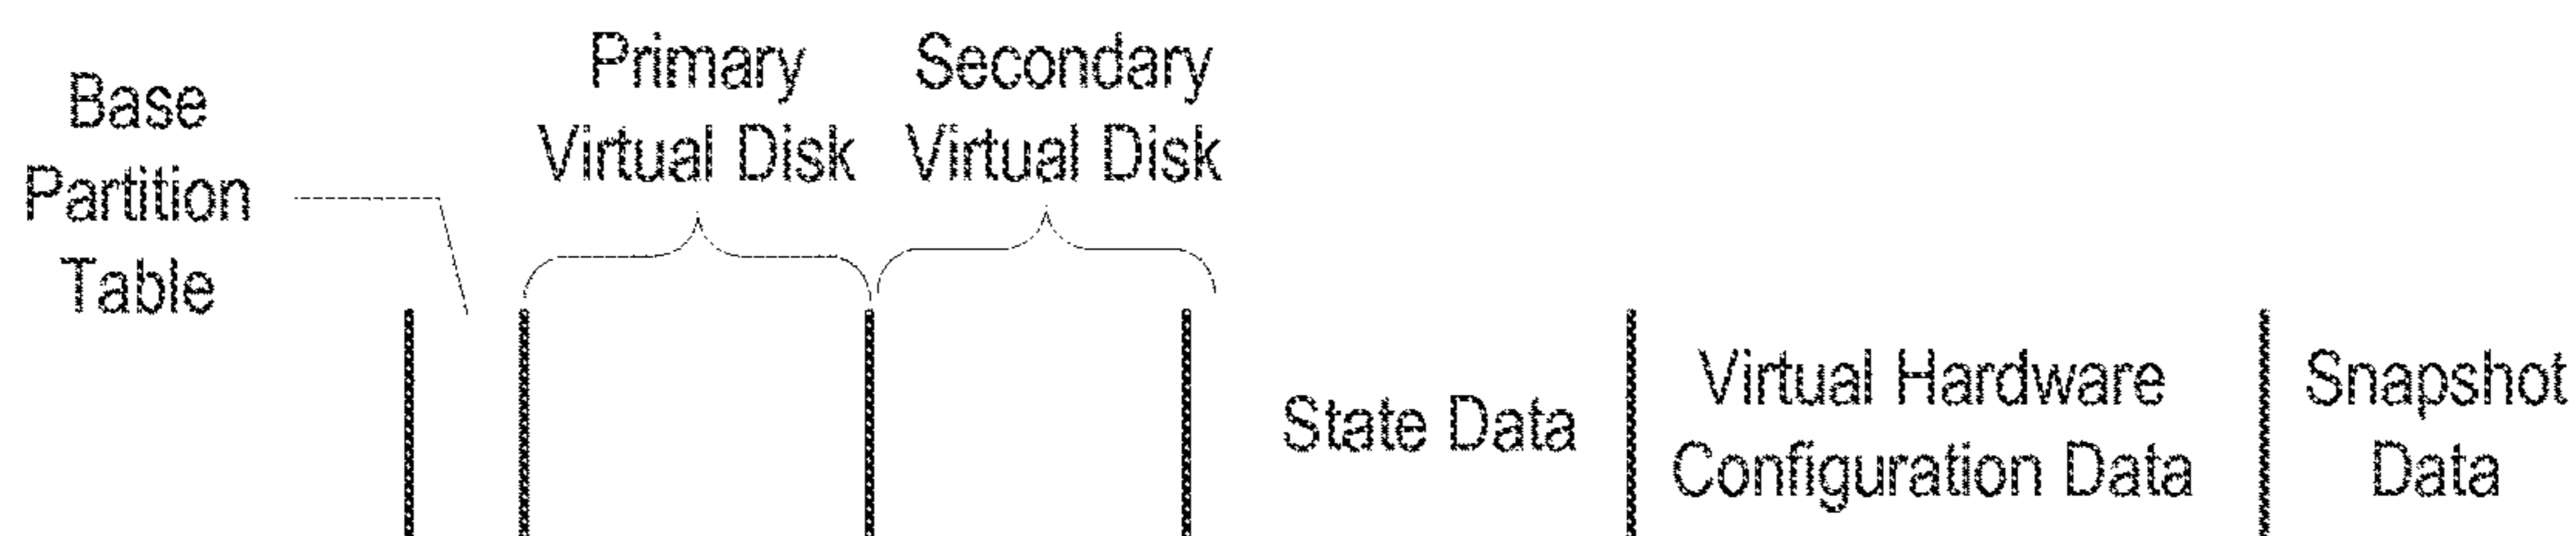 Base
Partition
Table
Primary
Virtual Disk
Secondary
Virtual Disk
State Data
Virtual Hardware
Configuration Data
Snapshot
Data